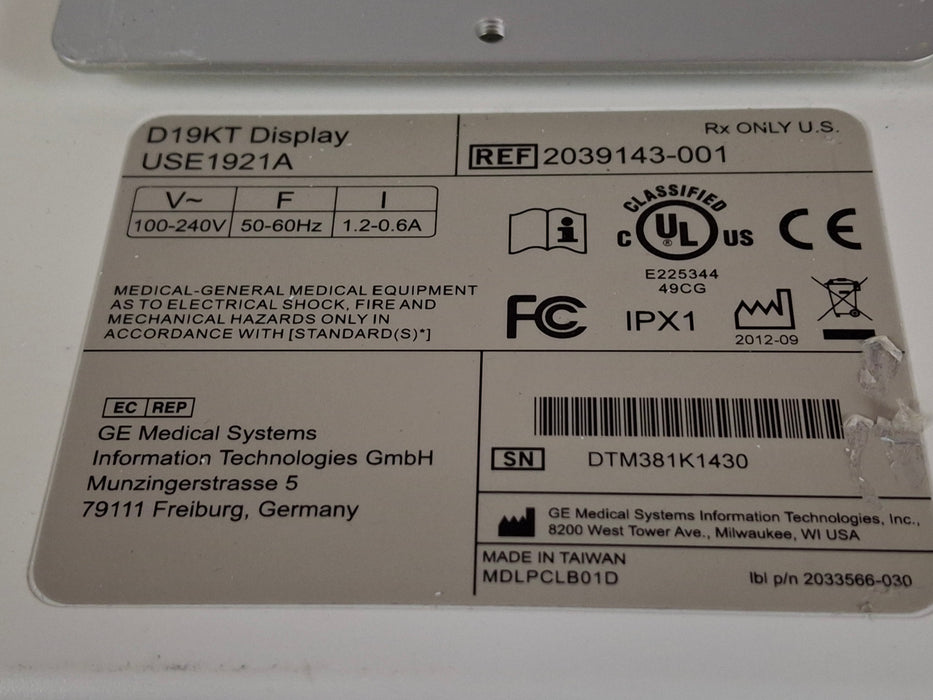 D19KT Display
USE1921A
Rx ONLY U.S.
REF 2039143-001
V~ F I
100-240V 50-60Hz 1.2-0.6A
CLASSIFIED
C UL US
E225344
49CG
CE
MEDICAL-GENERAL MEDICAL EQUIPMENT
AS TO ELECTRICAL SHOCK, FIRE AND
MECHANICAL HAZARDS ONLY IN
ACCORDANCE WITH [STANDARD(S)*]
FC
IPX1
2012-09
EC REP
GE Medical Systems
Information Technologies GmbH
Munzingerstrasse 5
79111 Freiburg, Germany
SN DTM381K1430
GE Medical Systems Information Technologies, Inc.,
8200 West Tower Ave., Milwaukee, WI USA
MADE IN TAIWAN
MDLPCLB01D
lbl p/n 2033566-030